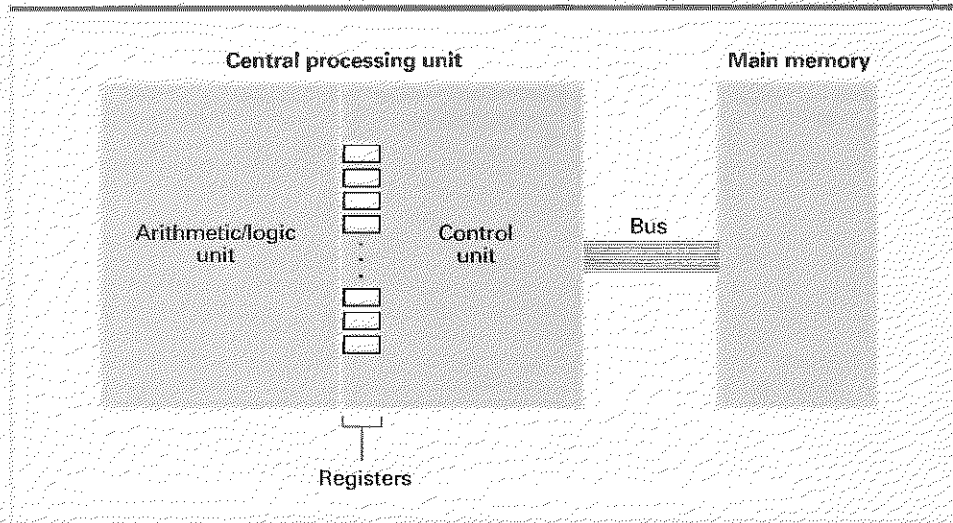 Central processing unit
Main memory
Arithmetic/logic
unit
Control
unit
Bus
Registers